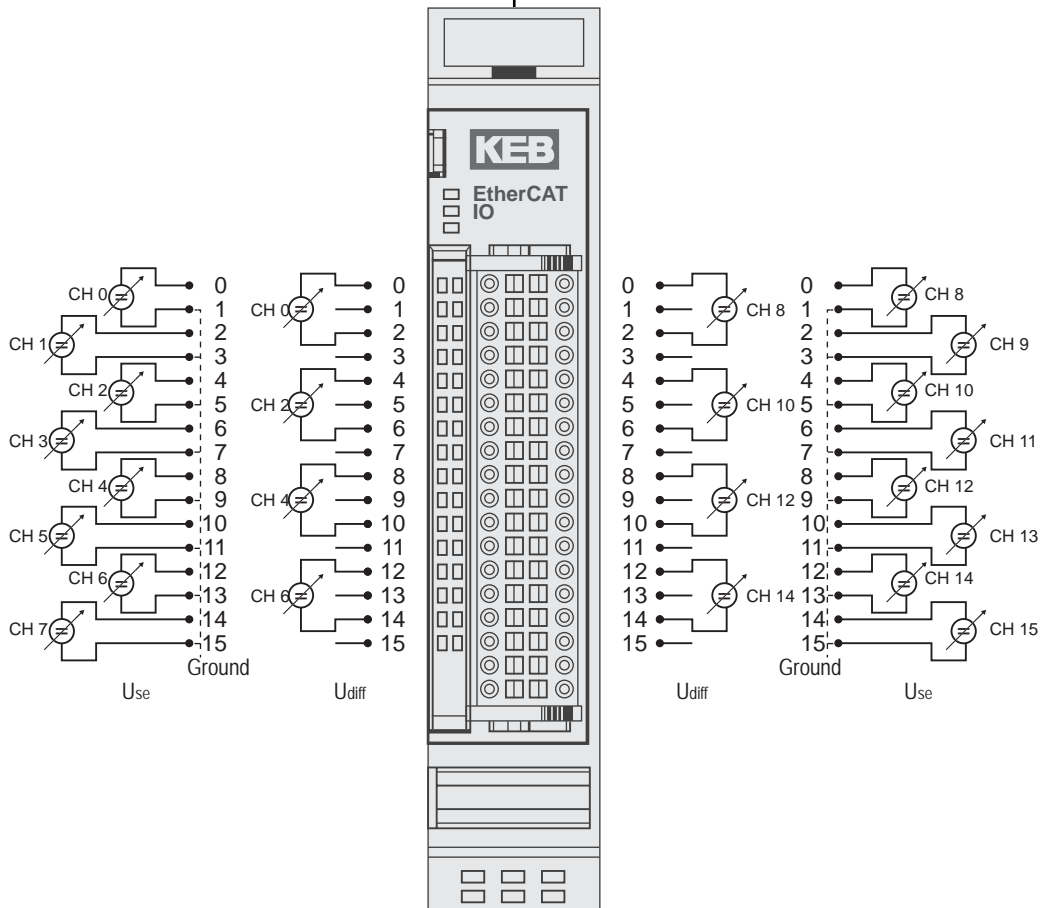 KEB
EtherCAT
IO
0 0 0 0
CH 0 CH 8
1 CH 0 1 1 CH 8 1
2 2 2 2
CH 1 CH 9
3 3 3 3
4 4 4 4
CH 2 CH 10
5 CH 2 5 5 CH 10 5
6 6 6 6
CH 3 CH 11
7 7 7 7
8 8 8 8
CH 4 CH 12
9 CH 4 9 9 CH 12 9
10 10 10 10
CH 5 CH 13
11 11 11 11
12 12 12 12
CH 6 CH 14
13 CH 6 13 13 CH 14 13
14 14 14 14
CH 7 CH 15
15 15 15 15
Ground Ground
Use Udiff Udiff Use